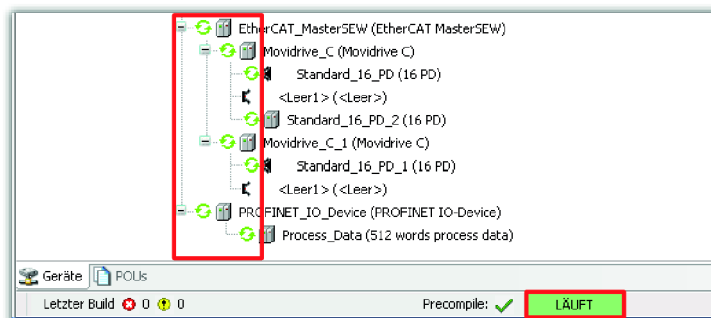 EtherCAT_MasterSEW (EtherCAT MasterSEW)
Movidrive_C (Movidrive C)
Standard_16_PD (16 PD)
<Leer1> (<Leer>)
Standard_16_PD_2 (16 PD)
Movidrive_C_1 (Movidrive C)
Standard_16_PD_1 (16 PD)
<Leer1> (<Leer>)
PROFINET_IO_Device (PROFINET IO-Device)
Process_Data (512 words process data)
Geräte POUs
Letzter Build 0 0 Precompile: LÄUFT